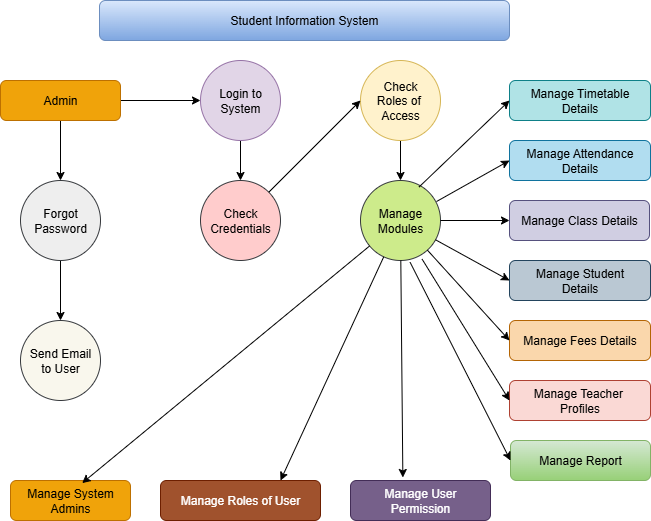 Student Information System
Admin
Login to
System
Check
Roles of
Access
Manage Timetable
Details
Manage Attendance
Details
Forgot
Password
Check
Credentials
Manage
Modules
Manage Class Details
Manage Student
Details
Send Email
to User
Manage Fees Details
Manage Teacher
Profiles
Manage Report
Manage System
Admins
Manage Roles of User
Manage User
Permission